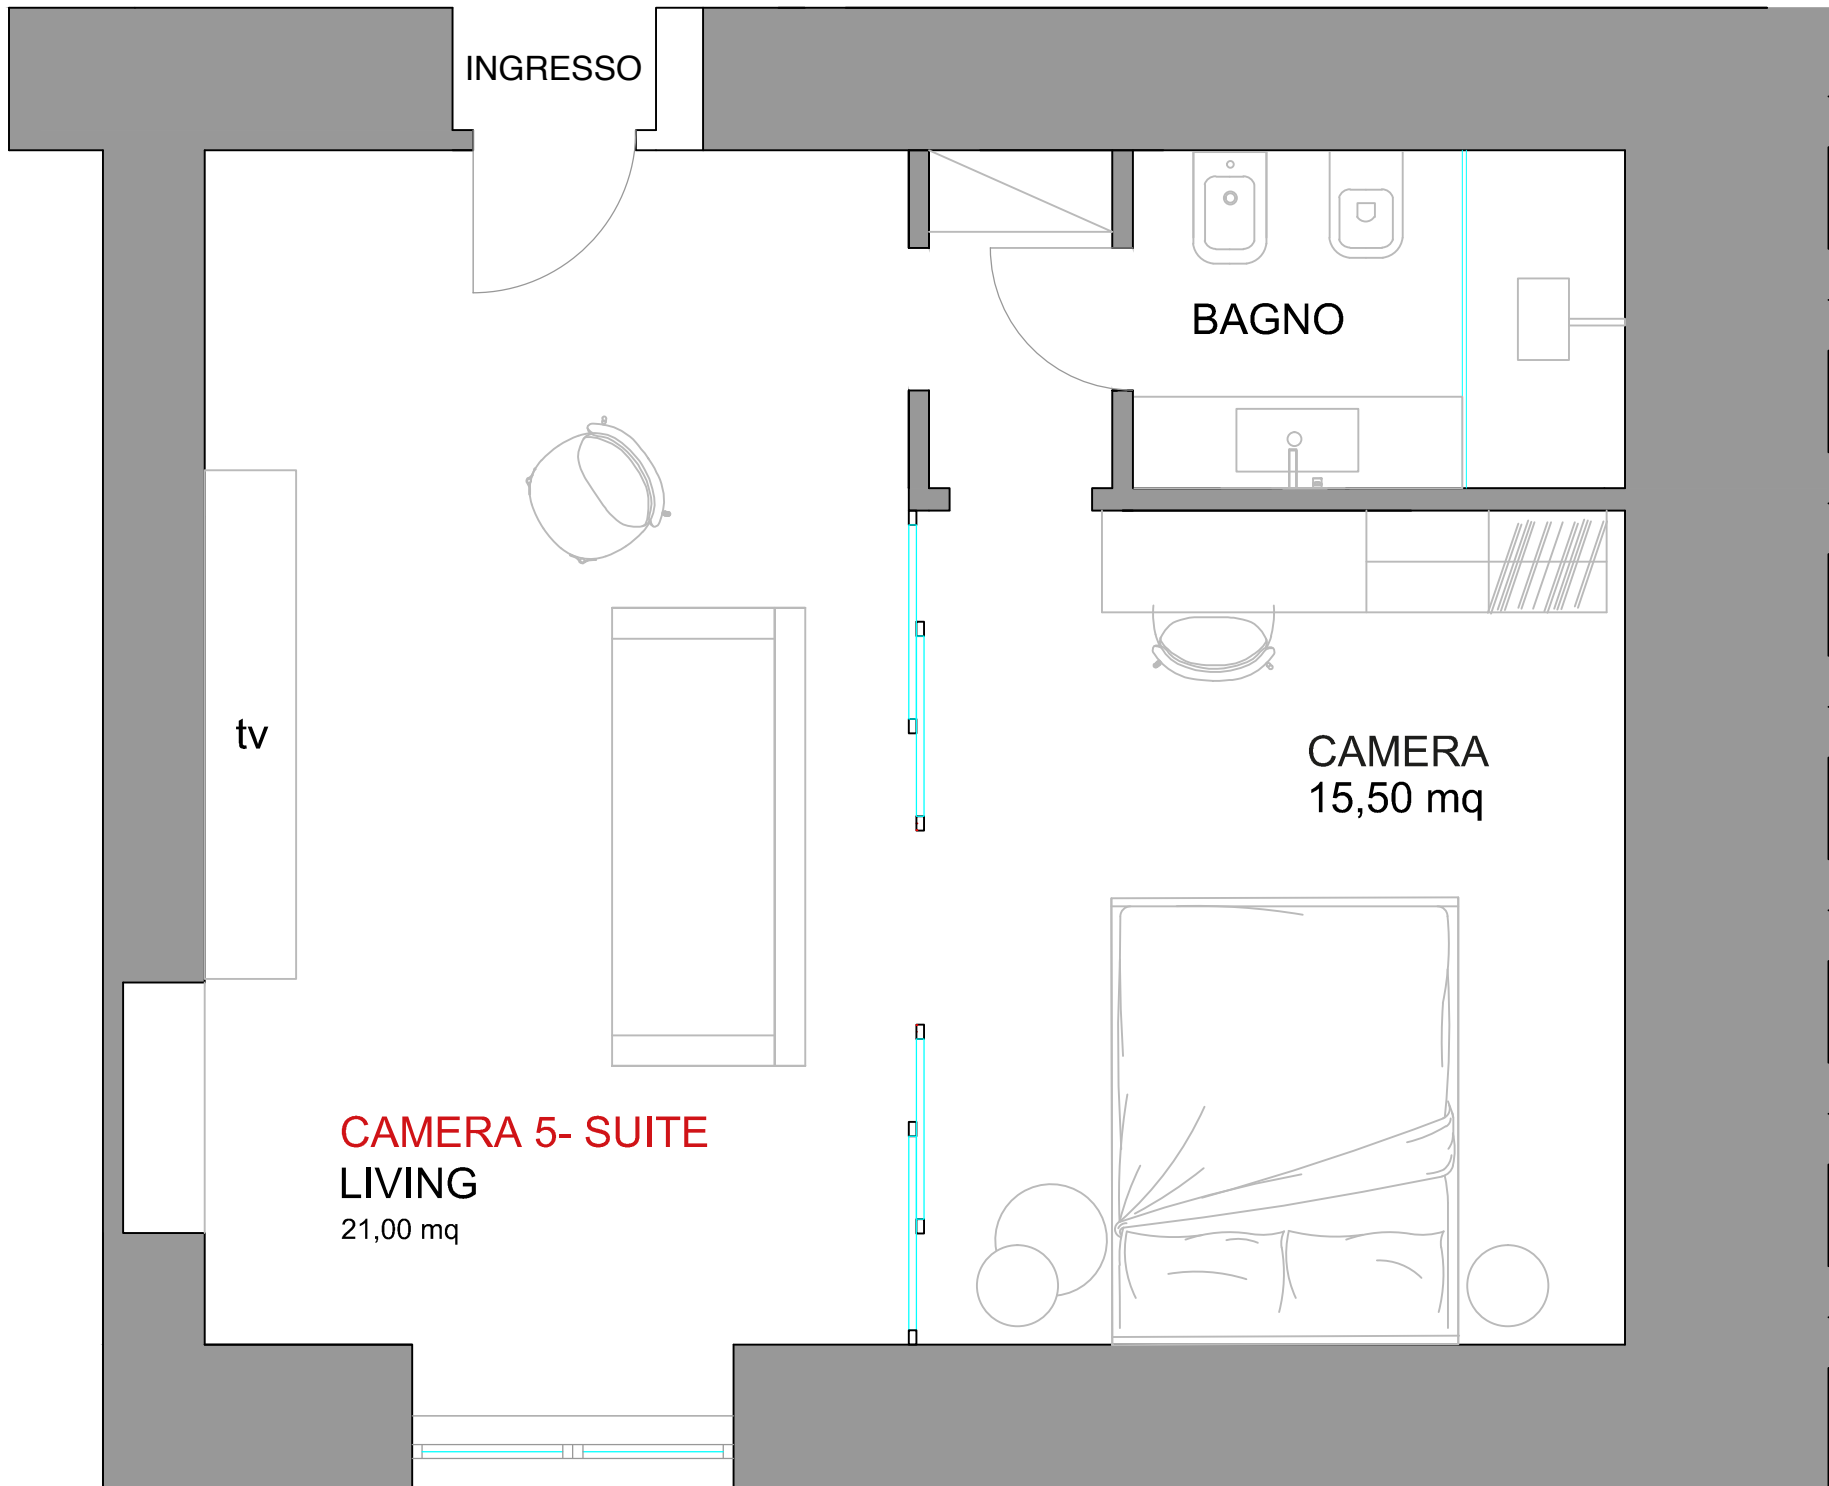 INGRESSO
BAGNO
tv
CAMERA
15,50 mq
CAMERA 5- SUITE
LIVING
21,00 mq